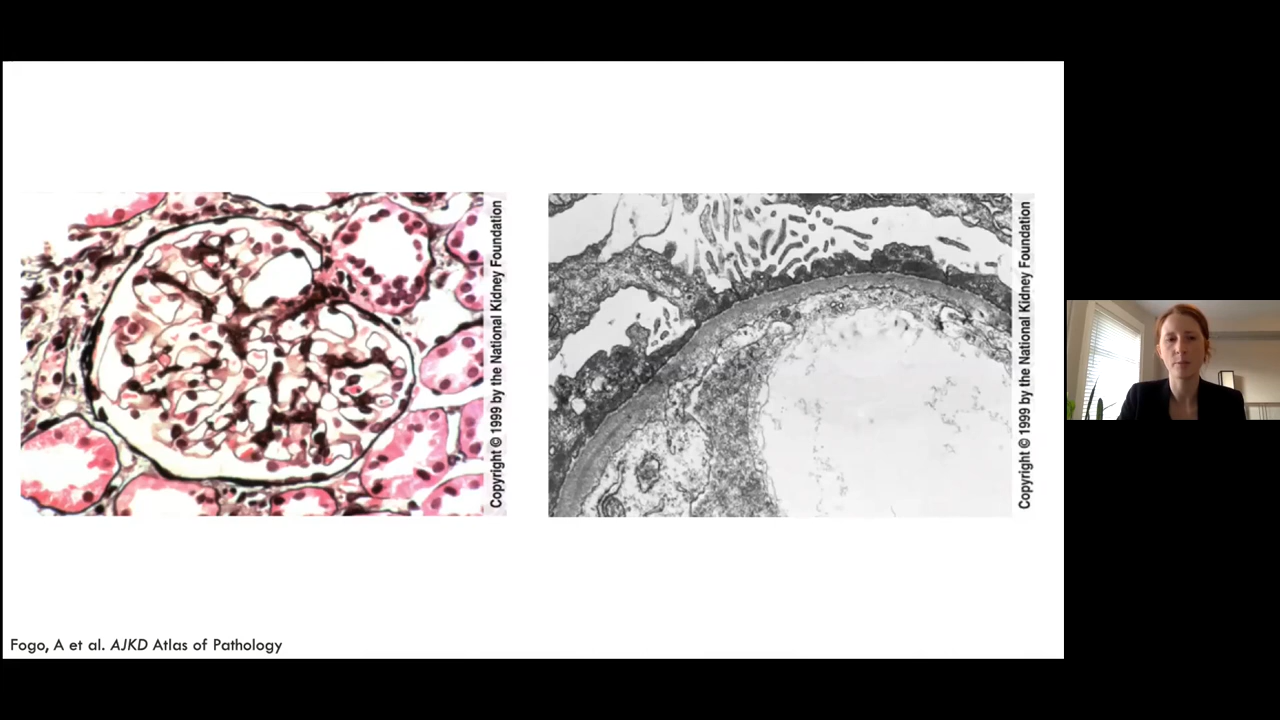 Copyright © 1999 by the National Kidney Foundation
Copyright © 1999 by the National Kidney Foundation
Fogo, A et al. AJKD Atlas of Pathology